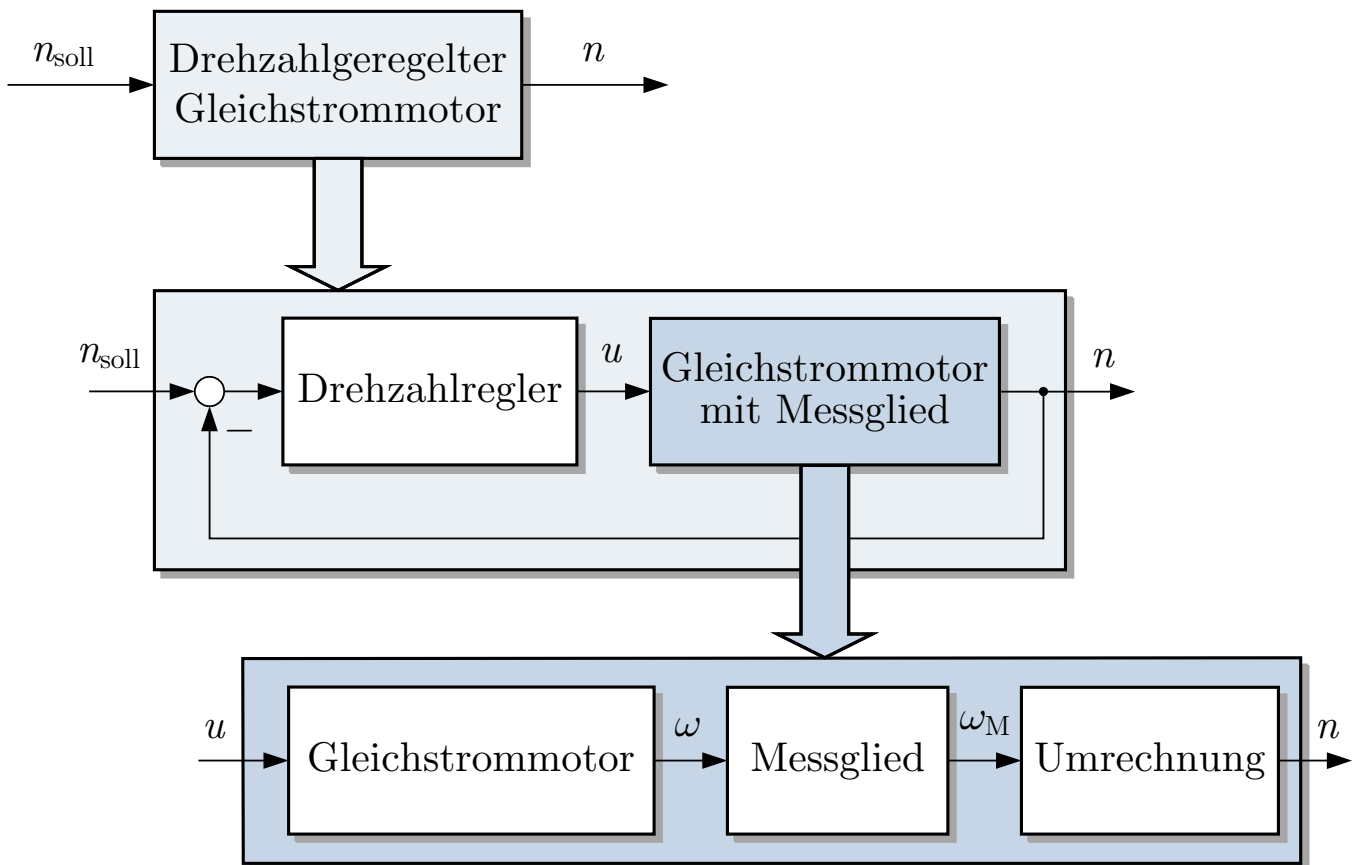 n_soll
Drehzahlgeregelter
Gleichstrommotor
n
n_soll
Drehzahlregler
u
Gleichstrommotor
mit Messglied
n
−
u
Gleichstrommotor
ω
Messglied
ω_M
Umrechnung
n